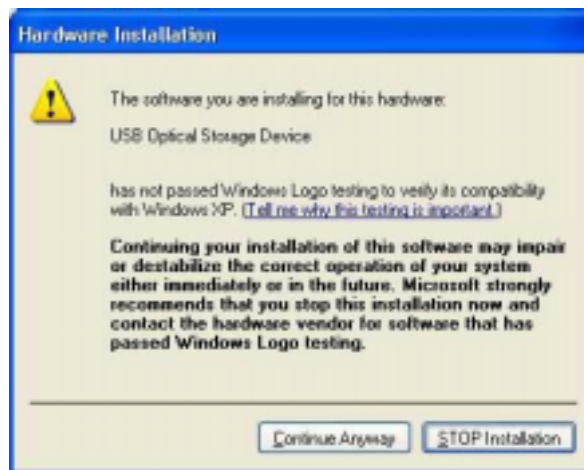 Hardware Installation
The software you are installing for this hardware:
USB Optical Storage Device
has not passed Windows Logo testing to verify its compatibility
with Windows XP. (Tell me why this testing is important.)
Continuing your installation of this software may impair
or destabilize the correct operation of your system
either immediately or in the future. Microsoft strongly
recommends that you stop this installation now and
contact the hardware vendor for software that has
passed Windows Logo testing.
Continue Anyway
STOP Installation